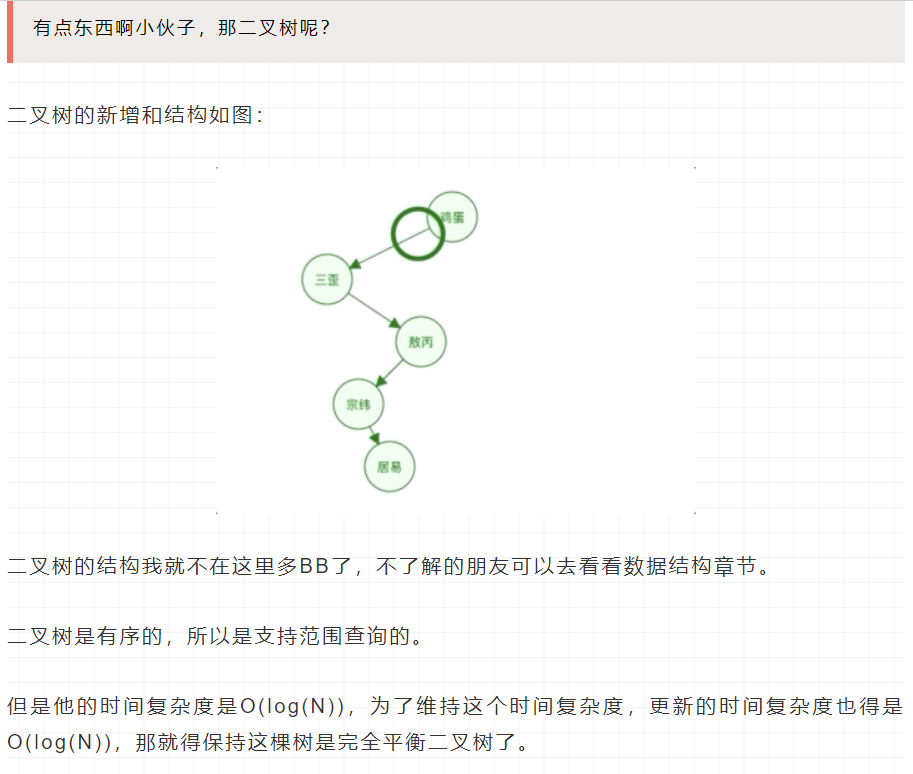 有点东西啊小伙子，那二叉树呢？
二叉树的新增和结构如图：
鸡蛋
三歪
敖丙
宗纬
居易
二叉树的结构我就不在这里多BB了，不了解的朋友可以去看看数据结构章节。
二叉树是有序的，所以是支持范围查询的。
但是他的时间复杂度是O(log(N))，为了维持这个时间复杂度，更新的时间复杂度也得是
O(log(N))，那就得保持这棵树是完全平衡二叉树了。